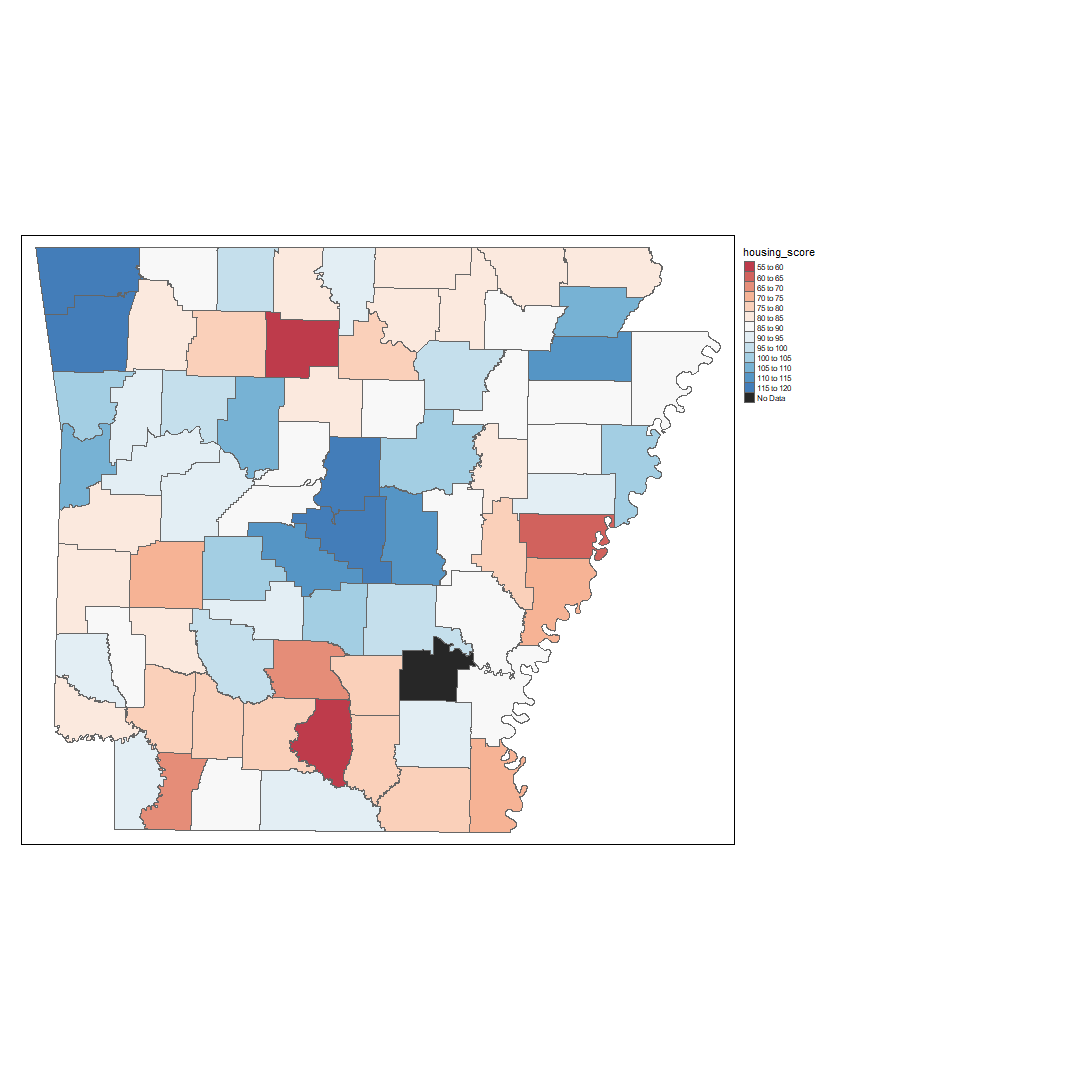 housing_score
55 to 60
60 to 65
65 to 70
70 to 75
75 to 80
80 to 85
85 to 90
90 to 95
95 to 100
100 to 105
105 to 110
110 to 115
115 to 120
No Data